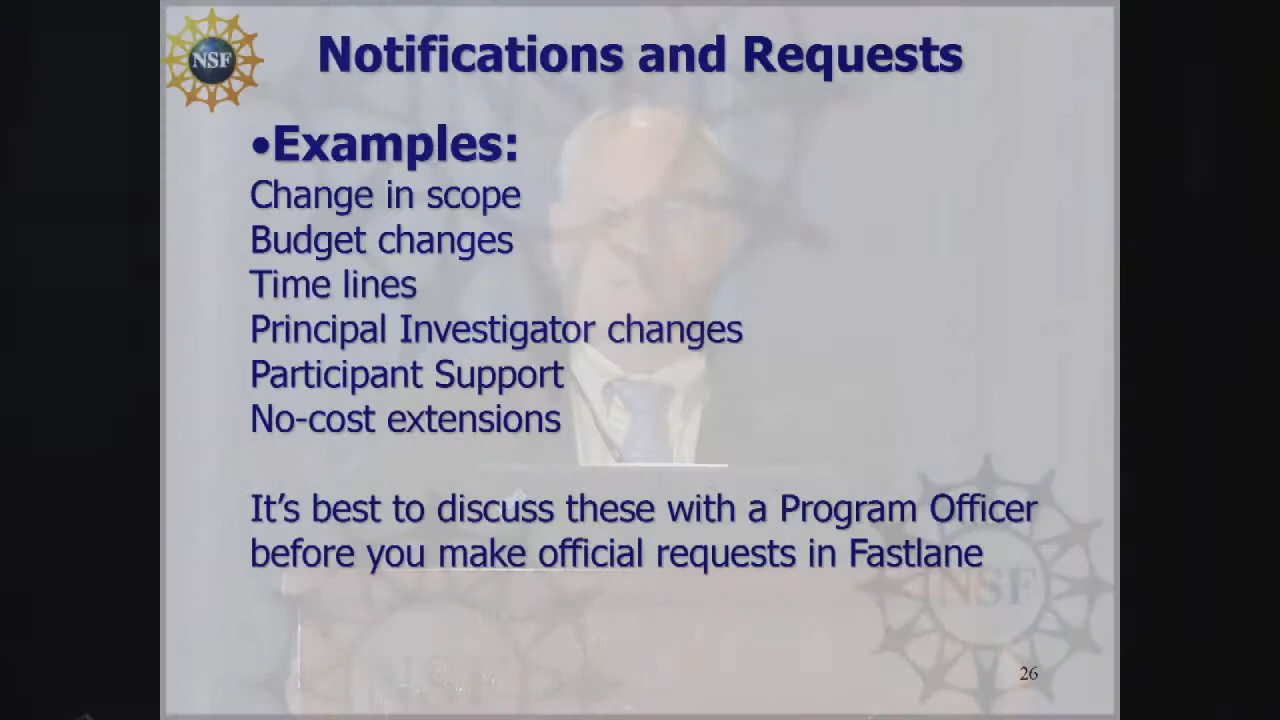 NSF
Notifications and Requests
•Examples:
Change in scope
Budget changes
Time lines
Principal Investigator changes
Participant Support
No-cost extensions
It's best to discuss these with a Program Officer
before you make official requests in Fastlane
NSF
26